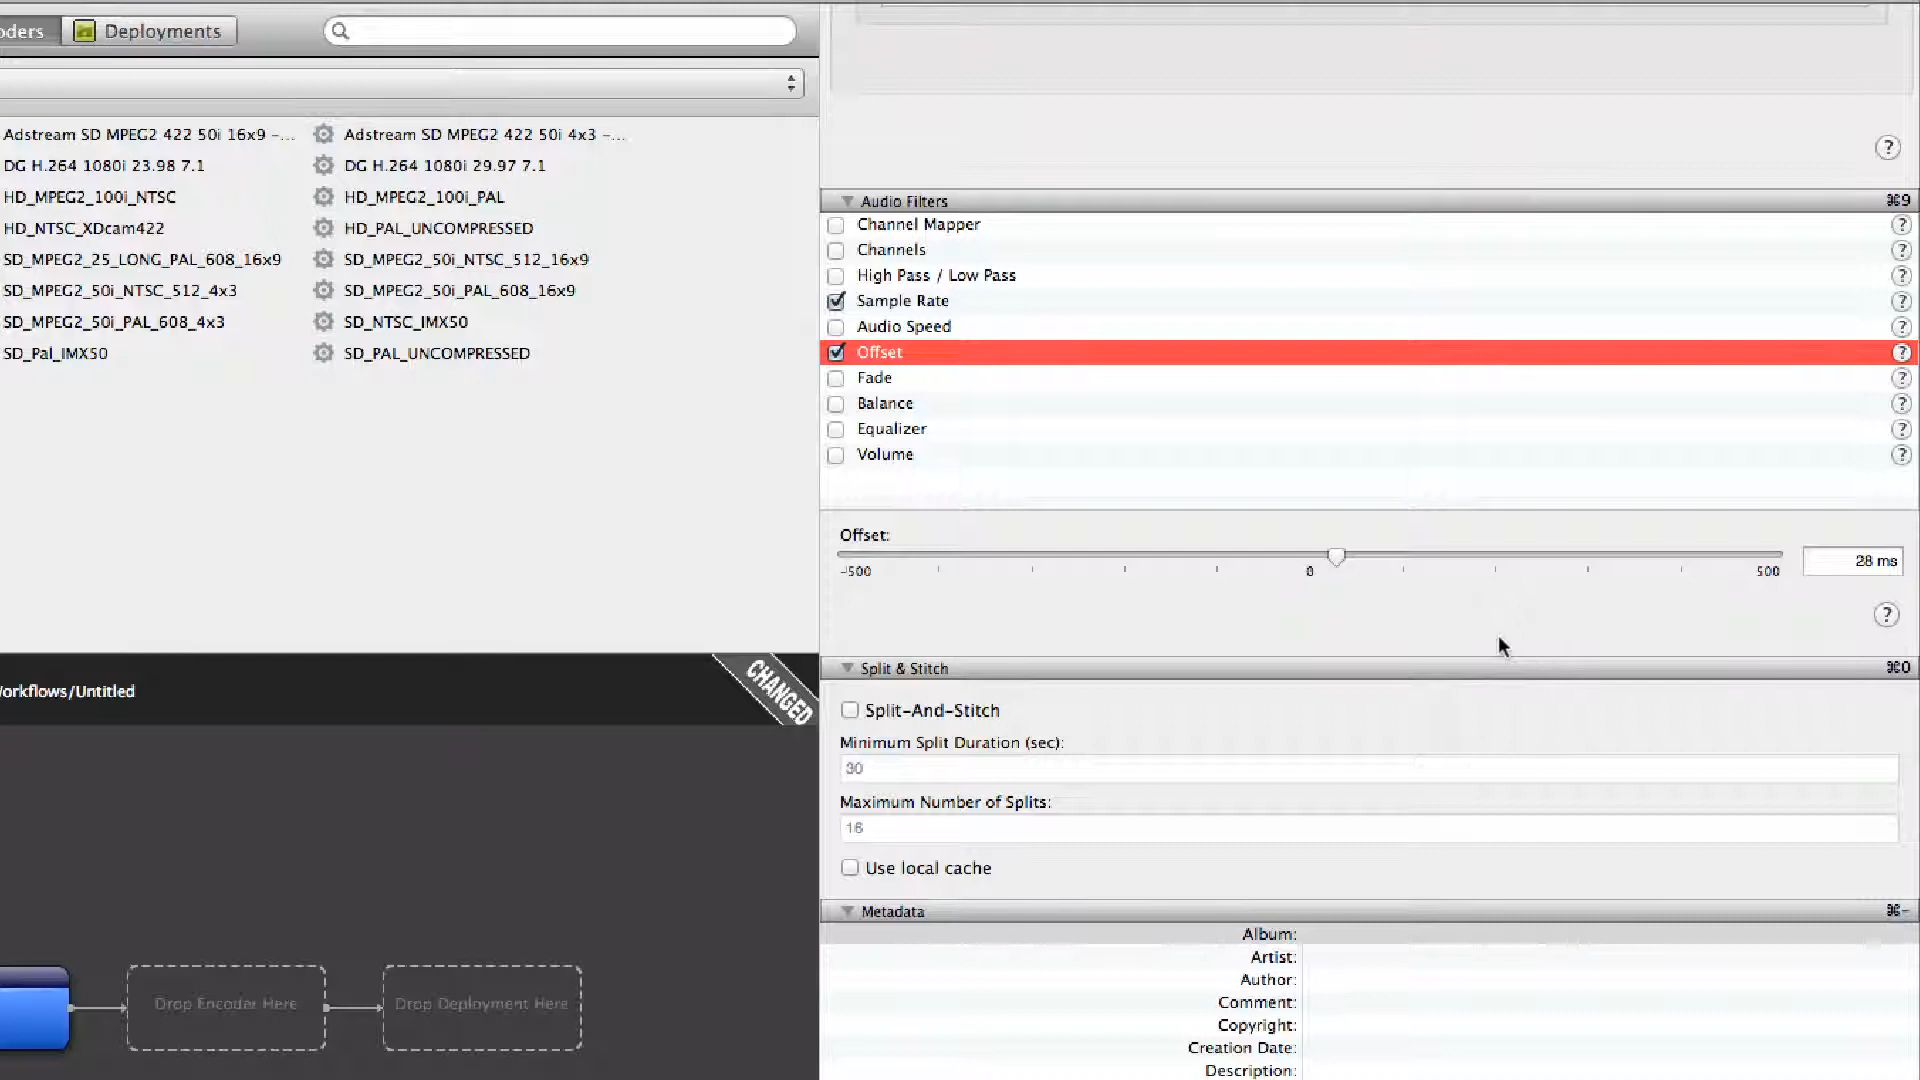 oders Deployments
Adstream SD MPEG2 422 50i 16x9 -... Adstream SD MPEG2 422 50i 4x3 -...
DG H.264 1080i 23.98 7.1 DG H.264 1080i 29.97 7.1
HD_MPEG2_100i_NTSC HD_MPEG2_100i_PAL
HD_NTSC_XDcam422 HD_PAL_UNCOMPRESSED
SD_MPEG2_25_LONG_PAL_608_16x9 SD_MPEG2_50i_NTSC_512_16x9
SD_MPEG2_50i_NTSC_512_4x3 SD_MPEG2_50i_PAL_608_16x9
SD_MPEG2_50i_PAL_608_4x3 SD_NTSC_IMX50
SD_Pal_IMX50 SD_PAL_UNCOMPRESSED
orkflows/Untitled
CHANGED
Drop Encoder Here Drop Deployment Here
?
Audio Filters ⌘9
Channel Mapper ?
Channels ?
High Pass / Low Pass ?
Sample Rate ?
Audio Speed ?
Offset ?
Fade ?
Balance ?
Equalizer ?
Volume ?
Offset:
-500 0 500 28 ms
?
Split & Stitch ⌘0
Split-And-Stitch
Minimum Split Duration (sec):
30
Maximum Number of Splits:
16
Use local cache
Metadata ⌘-
Album:
Artist:
Author:
Comment:
Copyright:
Creation Date:
Description: